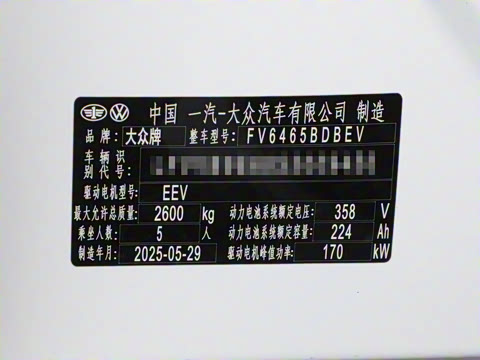 中国 一汽-大众汽车有限公司 制造
品牌: 大众牌 整车型号: FV6465BDBEV
车辆识别代号:
驱动电机型号: EEV
最大允许总质量: 2600 kg 动力电池系统额定电压: 358 V
乘坐人数: 5 人 动力电池系统额定容量: 224 Ah
制造年月: 2025-05-29 驱动电机峰值功率: 170 kW